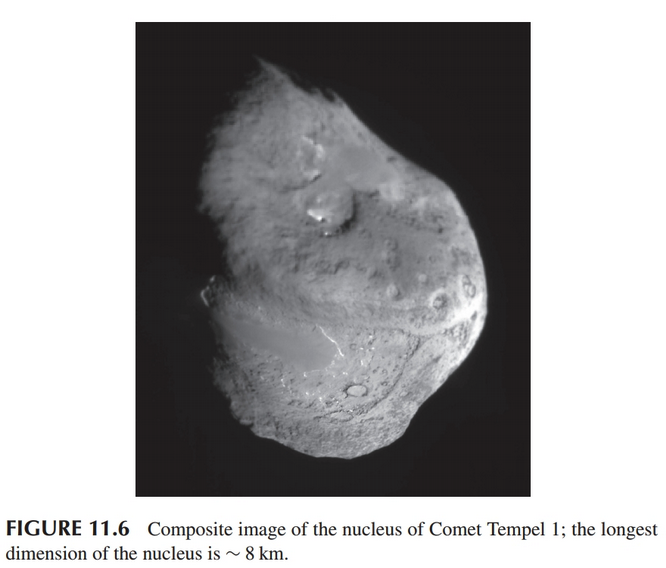 FIGURE 11.6 Composite image of the nucleus of Comet Tempel 1; the longest
dimension of the nucleus is ~ 8 km.